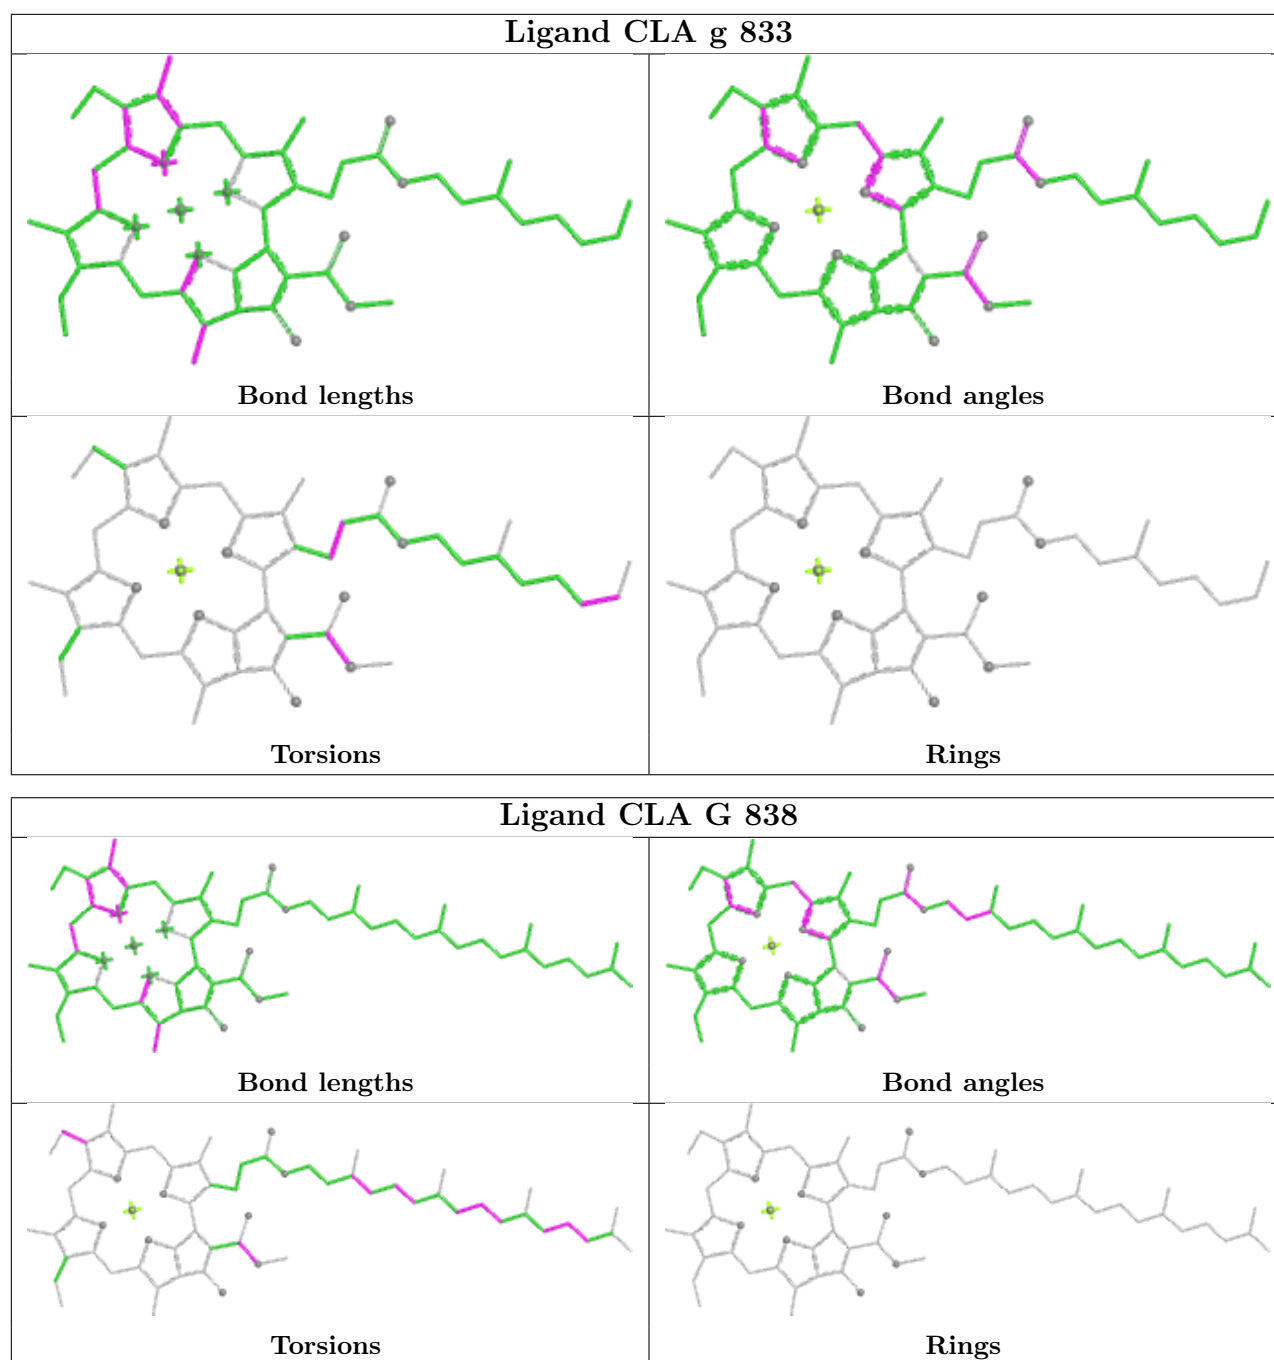 Ligand CLA g 833
Bond lengths
Bond angles
Torsions
Rings
Ligand CLA G 838
Bond lengths
Bond angles
Torsions
Rings